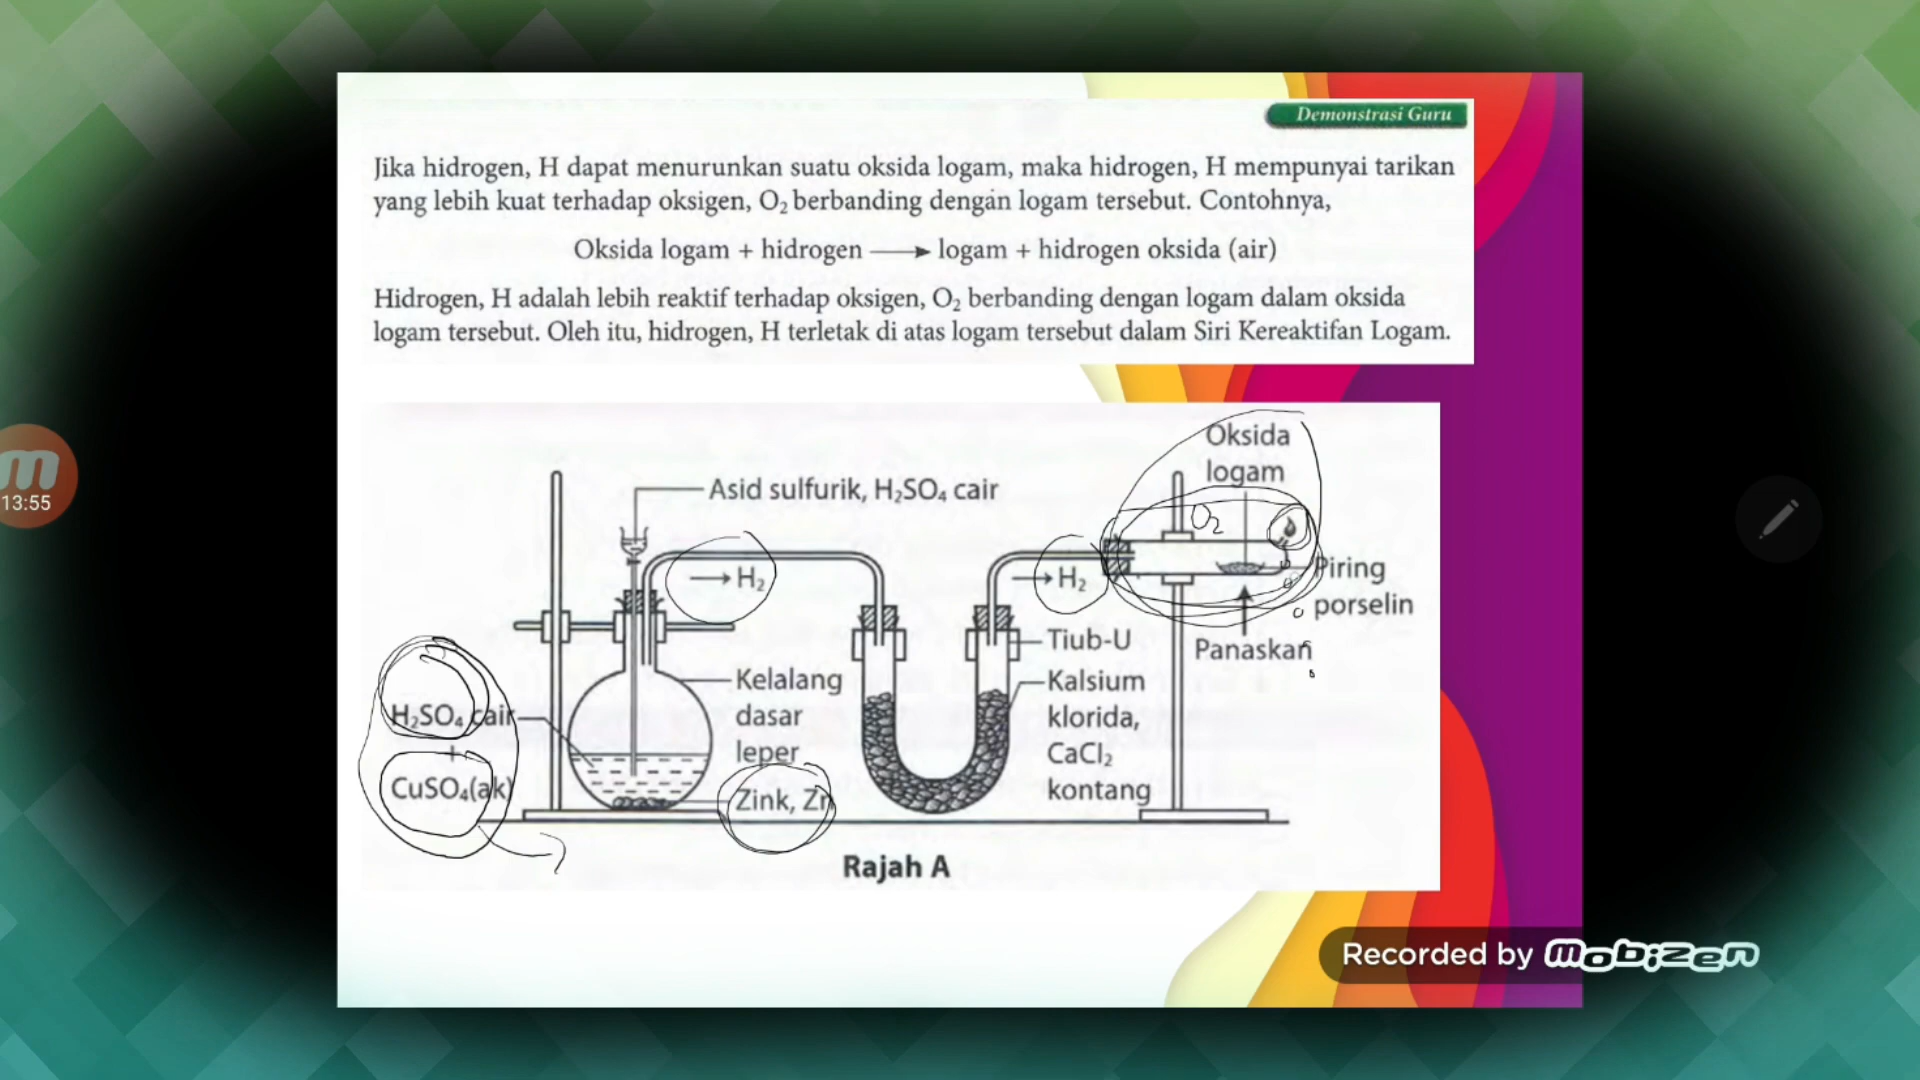 Demonstrasi Guru
Jika hidrogen, H dapat menurunkan suatu oksida logam, maka hidrogen, H mempunyai tarikan
yang lebih kuat terhadap oksigen, O₂ berbanding dengan logam tersebut. Contohnya,
Oksida logam + hidrogen → logam + hidrogen oksida (air)
Hidrogen, H adalah lebih reaktif terhadap oksigen, O₂ berbanding dengan logam dalam oksida
logam tersebut. Oleh itu, hidrogen, H terletak di atas logam tersebut dalam Siri Kereaktifan Logam.
Oksida
logam
Asid sulfurik, H₂SO₄ cair
O₂
→ H₂
→ H₂
Piring
porselin
Panaskan
Tiub-U
Kelalang
dasar
leper
Kalsium
klorida,
CaCl₂
kontang
H₂SO₄ cair
+
CuSO₄(ak)
Zink, Zn
Rajah A
m
13:55
Recorded by mobizen